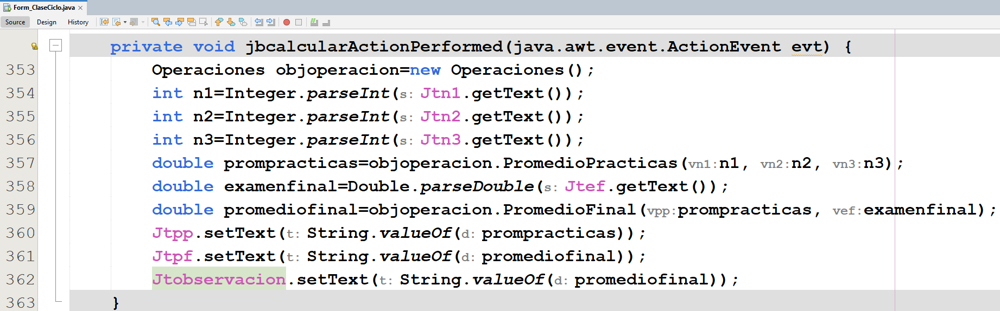 Form_ClaseCiclo.java
Source Design History
private void jbcalcularActionPerformed(java.awt.event.ActionEvent evt) {
353 Operaciones objoperacion=new Operaciones();
354 int n1=Integer.parseInt(s: Jtn1.getText());
355 int n2=Integer.parseInt(s: Jtn2.getText());
356 int n3=Integer.parseInt(s: Jtn3.getText());
357 double prompracticas=objoperacion.PromedioPracticas(vn1:n1, vn2:n2, vn3:n3);
358 double examenfinal=Double.parseDouble(s: Jtef.getText());
359 double promediofinal=objoperacion.PromedioFinal(vpp:prompracticas, vef:examenfinal);
360 Jtpp.setText(t: String.valueOf(d: prompracticas));
361 Jtpf.setText(t: String.valueOf(d: promediofinal));
362 Jtobservacion.setText(t: String.valueOf(d: promediofinal));
363 }